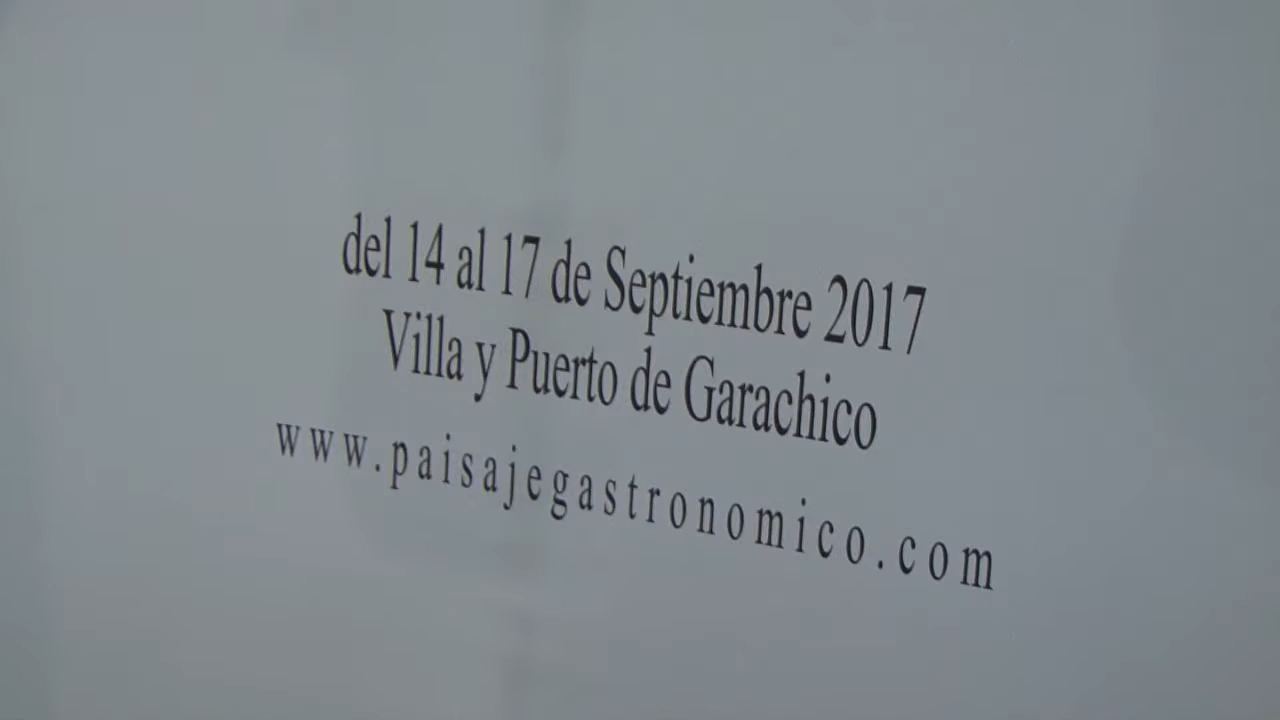 del 14 al 17 de Septiembre 2017
Villa y Puerto de Garachico
www.paisajegastronomico.com